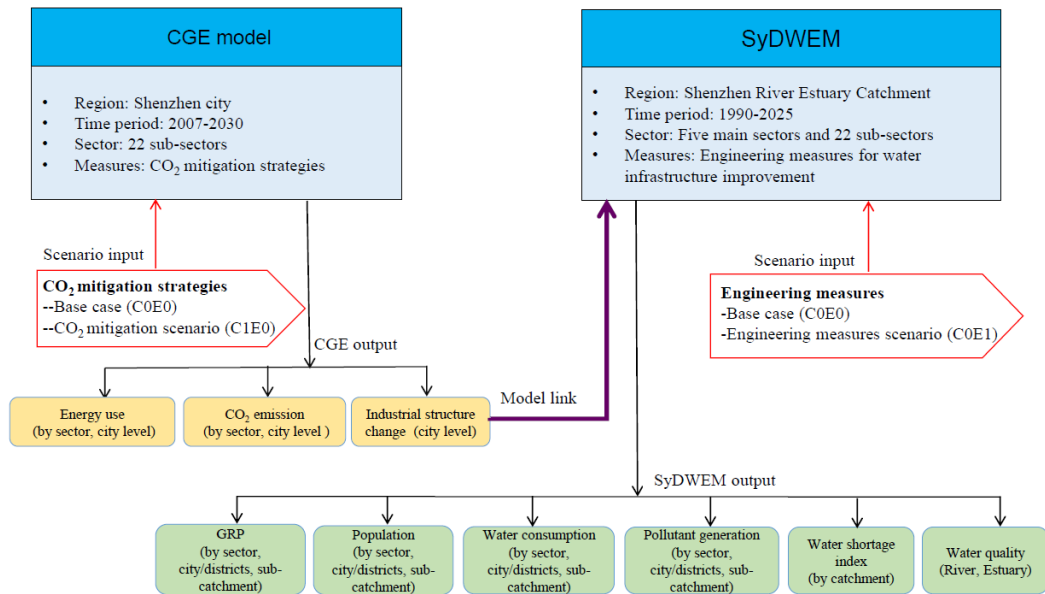 CGE model
• Region: Shenzhen city
• Time period: 2007-2030
• Sector: 22 sub-sectors
• Measures: CO₂ mitigation strategies
SyDWEM
• Region: Shenzhen River Estuary Catchment
• Time period: 1990-2025
• Sector: Five main sectors and 22 sub-sectors
• Measures: Engineering measures for water
infrastructure improvement
Scenario input
CO₂ mitigation strategies
--Base case (C0E0)
--CO₂ mitigation scenario (C1E0)
Scenario input
Engineering measures
-Base case (C0E0)
-Engineering measures scenario (C0E1)
CGE output
Energy use
(by sector, city level)
CO₂ emission
(by sector, city level )
Industrial structure
change (city level)
Model link
SyDWEM output
GRP
(by sector,
city/districts, sub-
catchment)
Population
(by sector,
city/districts, sub-
catchment)
Water consumption
(by sector,
city/districts, sub-
catchment)
Pollutant generation
(by sector,
city/districts, sub-
catchment)
Water shortage
index
(by catchment)
Water quality
(River, Estuary)